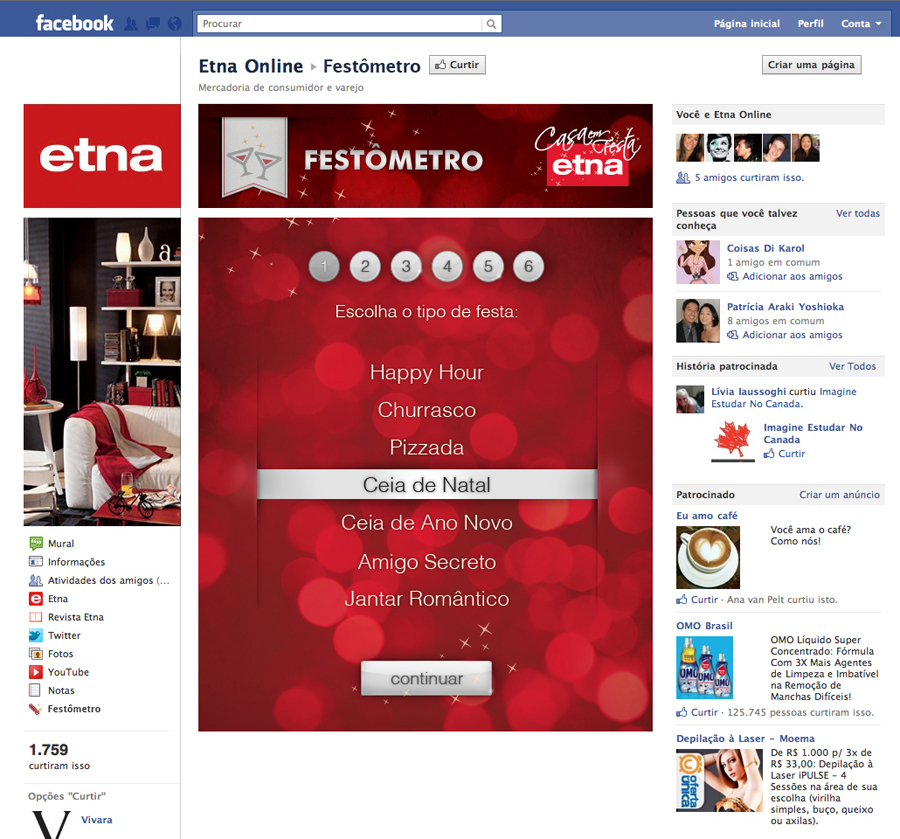 facebook
Procurar
Página inicial
Perfil
Conta
Etna Online ▸ Festômetro
Curtir
Criar uma página
Mercadoria de consumidor e varejo
etna
a
FESTÔMETRO
Casa em Festa
etna
1 2 3 4 5 6
Escolha o tipo de festa:
Happy Hour
Churrasco
Pizzada
Ceia de Natal
Ceia de Ano Novo
Amigo Secreto
Jantar Romântico
continuar
Mural
Informações
Atividades dos amigos (...
Etna
Revista Etna
Twitter
Fotos
YouTube
Notas
Festômetro
1.759
curtiram isso
Opções "Curtir"
V
Vivara
Você e Etna Online
5 amigos curtiram isso.
Pessoas que você talvez
conheça
Ver todas
Coisas Di Karol
1 amigo em comum
Adicionar aos amigos
Patrícia Araki Yoshioka
8 amigos em comum
Adicionar aos amigos
História patrocinada
Ver Todos
Lívia Iaussoghi curtiu Imagine
Estudar No Canada.
Imagine Estudar No
Canada
Curtir
Patrocinado
Criar um anúncio
Eu amo café
Você ama o café?
Como nós!
Curtir · Ana van Pelt curtiu isto.
OMO Brasil
OMO OMO OMO
OMO Líquido Super
Concentrado: Fórmula
Com 3X Mais Agentes
de Limpeza e Imbatível
na Remoção de
Manchas Difíceis!
Curtir · 125.745 pessoas curtiram isso.
Depilação à Laser – Moema
oferta
única
De R$ 1.000 p/ 3x de
R$ 33,00: Depilação à
Laser iPULSE – 4
Sessões na área de sua
escolha (virilha
simples, buço, queixo
ou axilas).